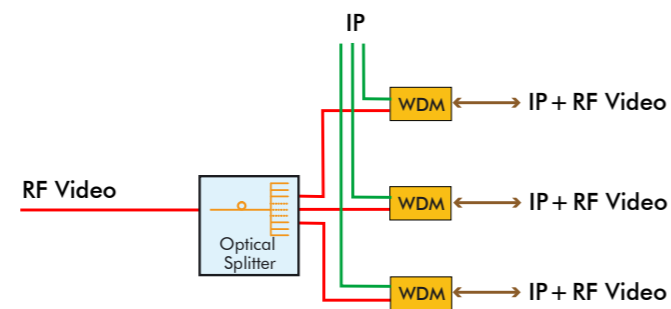 IP
WDM
IP + RF Video
RF Video
WDM
IP + RF Video
Optical
Splitter
WDM
IP + RF Video